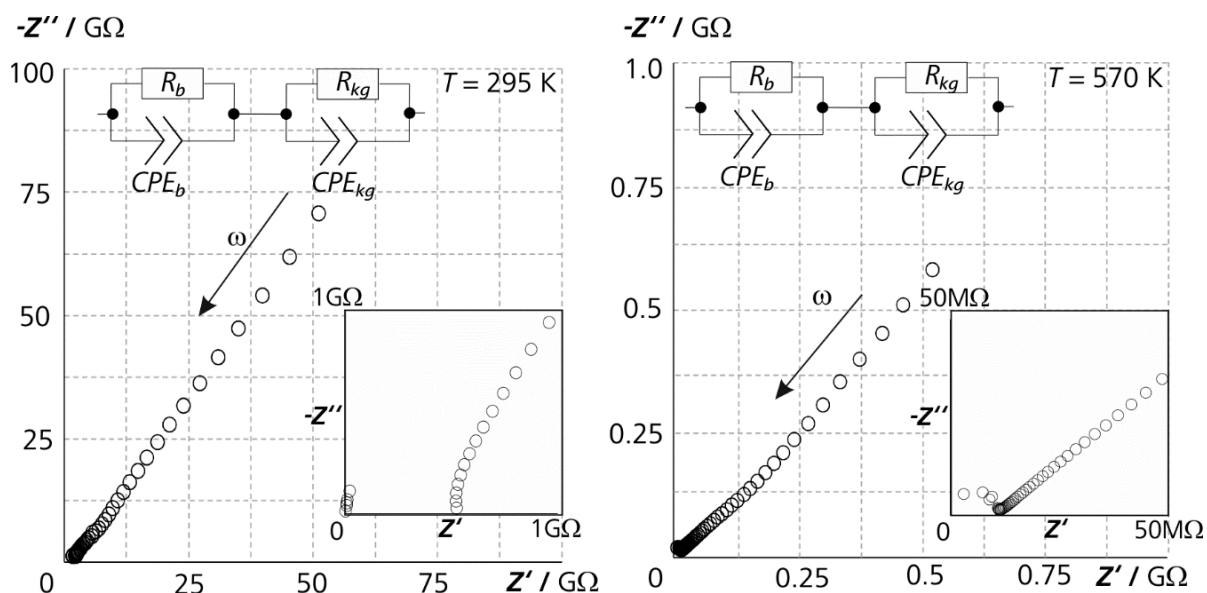 -Z'' / GΩ
100
R_b
R_kg
T = 295 K
CPE_b
CPE_kg
75
ω
50
1GΩ
-Z''
25
0
Z'
1GΩ
0
25
50
75
Z' / GΩ
-Z'' / GΩ
1.0
R_b
R_kg
T = 570 K
CPE_b
CPE_kg
0.75
ω
0.5
50MΩ
-Z''
0.25
0
Z'
50MΩ
0
0.25
0.5
0.75
Z' / GΩ